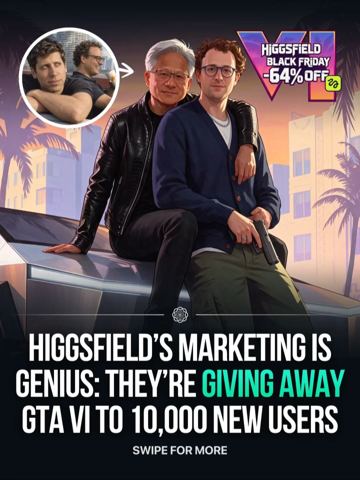 VI
HIGGSFIELD
BLACK FRIDAY
-64% OFF
HIGGSFIELD'S MARKETING IS
GENIUS: THEY'RE GIVING AWAY
GTA VI TO 10,000 NEW USERS
SWIPE FOR MORE